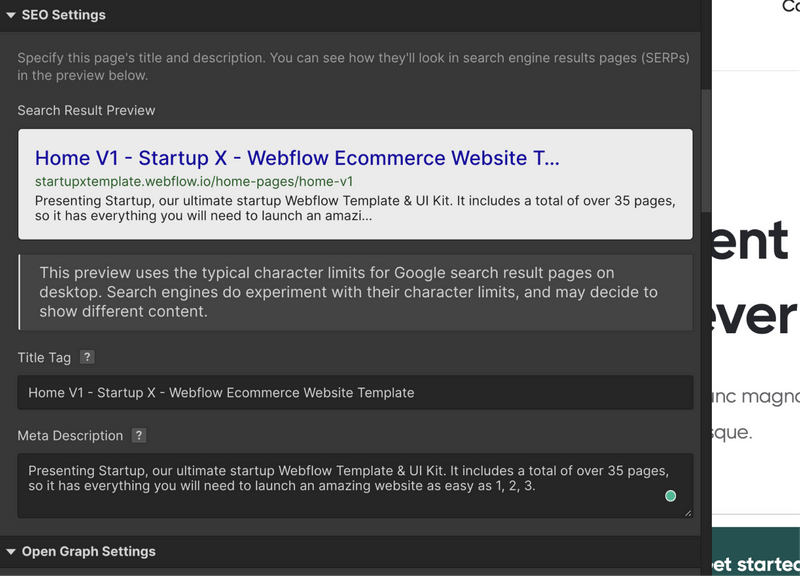 SEO Settings
Specify this page's title and description. You can see how they'll look in search engine results pages (SERPs)
in the preview below.
Search Result Preview
Home V1 - Startup X - Webflow Ecommerce Website T...
startupxtemplate.webflow.io/home-pages/home-v1
Presenting Startup, our ultimate startup Webflow Template & UI Kit. It includes a total of over 35 pages,
so it has everything you will need to launch an amazi...
This preview uses the typical character limits for Google search result pages on
desktop. Search engines do experiment with their character limits, and may decide to
show different content.
Title Tag ?
Home V1 - Startup X - Webflow Ecommerce Website Template
Meta Description ?
Presenting Startup, our ultimate startup Webflow Template & UI Kit. It includes a total of over 35 pages,
so it has everything you will need to launch an amazing website as easy as 1, 2, 3.
Open Graph Settings
ent
ever
unc magna
sque.
et started